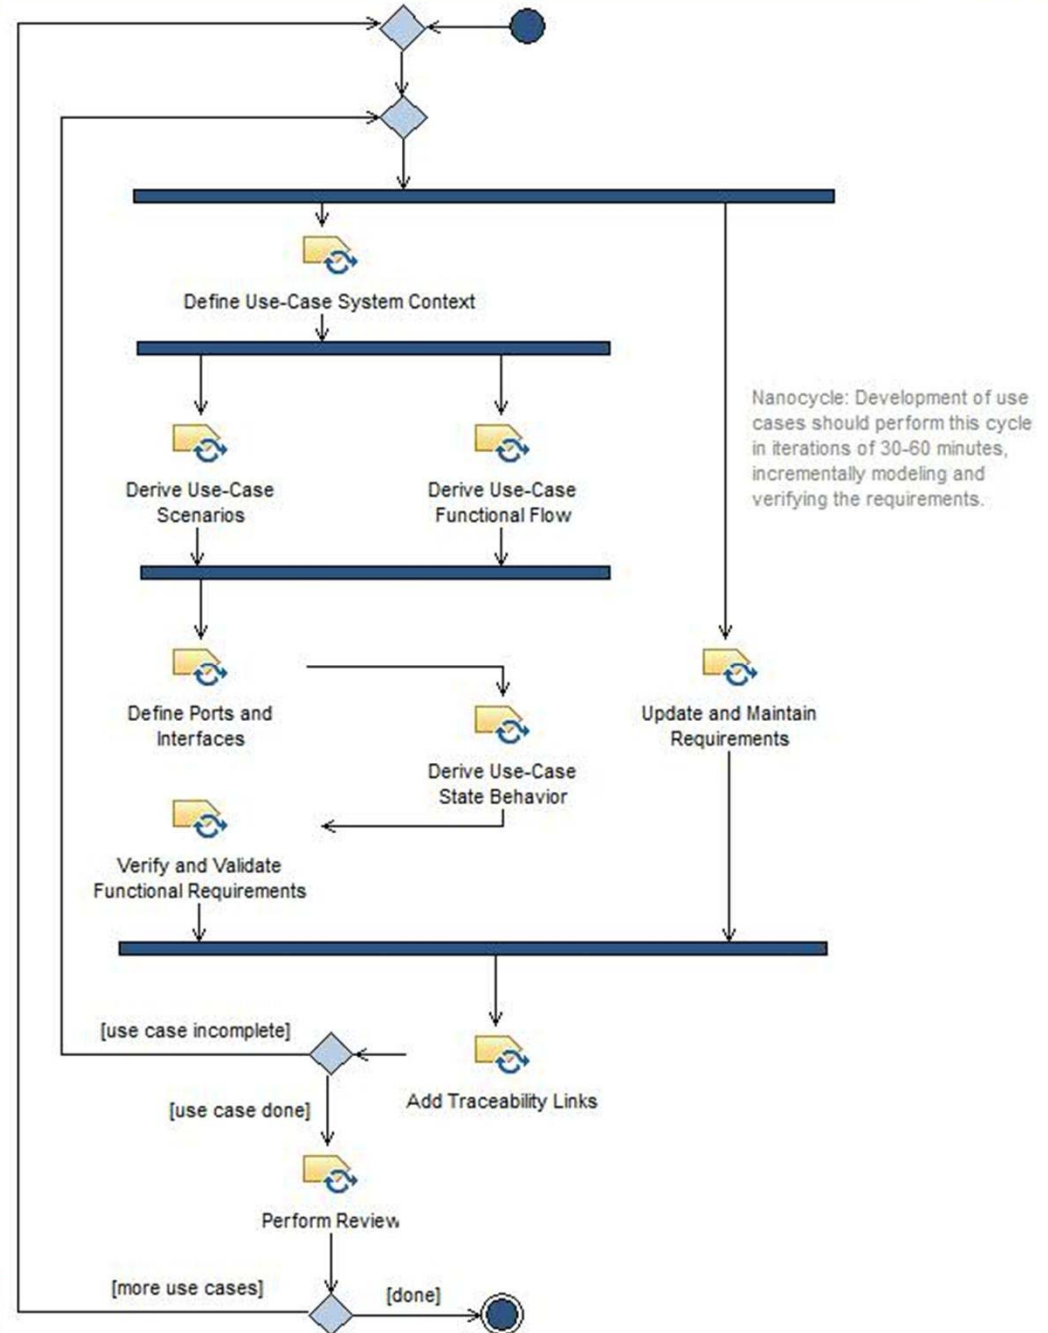 Define Use-Case System Context
Nanocycle: Development of use
cases should perform this cycle
in iterations of 30-60 minutes,
incrementally modeling and
verifying the requirements.
Derive Use-Case
Scenarios
Derive Use-Case
Functional Flow
Define Ports and
Interfaces
Derive Use-Case
State Behavior
Update and Maintain
Requirements
Verify and Validate
Functional Requirements
[use case incomplete]
Add Traceability Links
[use case done]
Perform Review
[more use cases]
[done]